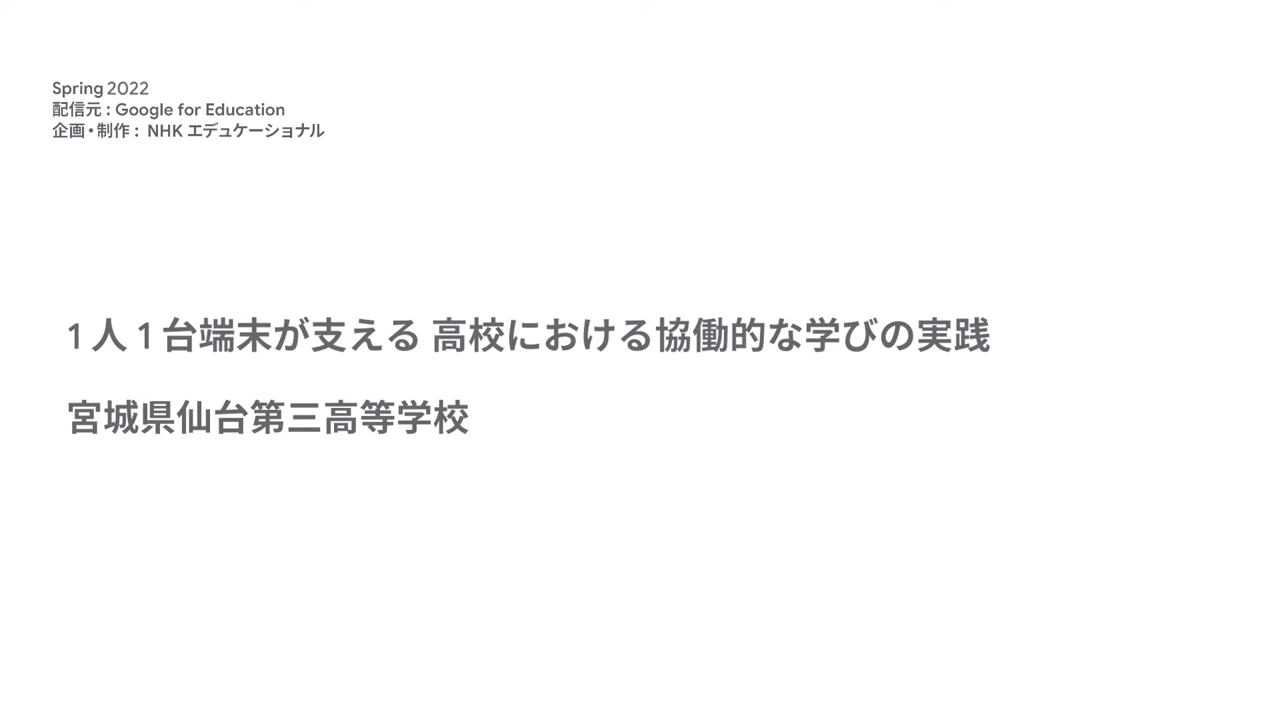 Spring 2022
配信元 : Google for Education
企画・制作 : NHK エデュケーショナル
1人1台端末が支える 高校における協働的な学びの実践
宮城県仙台第三高等学校